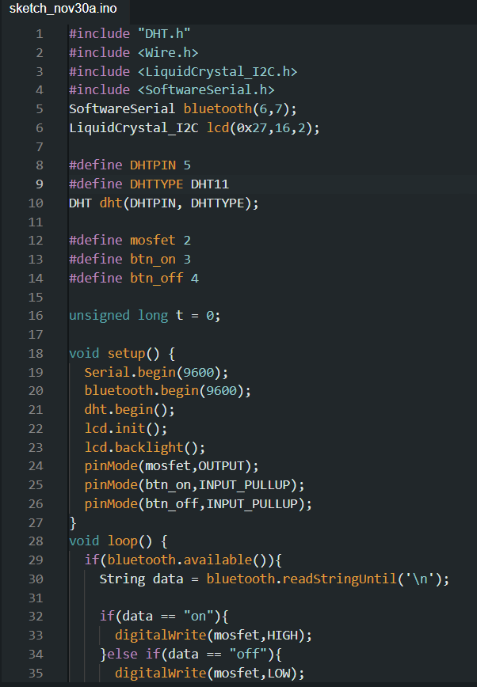 sketch_nov30a.ino
1 #include "DHT.h"
2 #include <Wire.h>
3 #include <LiquidCrystal_I2C.h>
4 #include <SoftwareSerial.h>
5 SoftwareSerial bluetooth(6,7);
6 LiquidCrystal_I2C lcd(0x27,16,2);
7
8 #define DHTPIN 5
9 #define DHTTYPE DHT11
10 DHT dht(DHTPIN, DHTTYPE);
11
12 #define mosfet 2
13 #define btn_on 3
14 #define btn_off 4
15
16 unsigned long t = 0;
17
18 void setup() {
19   Serial.begin(9600);
20   bluetooth.begin(9600);
21   dht.begin();
22   lcd.init();
23   lcd.backlight();
24   pinMode(mosfet,OUTPUT);
25   pinMode(btn_on,INPUT_PULLUP);
26   pinMode(btn_off,INPUT_PULLUP);
27 }
28 void loop() {
29   if(bluetooth.available()){
30     String data = bluetooth.readStringUntil('\n');
31
32     if(data == "on"){
33       digitalWrite(mosfet,HIGH);
34     }else if(data == "off"){
35       digitalWrite(mosfet,LOW);